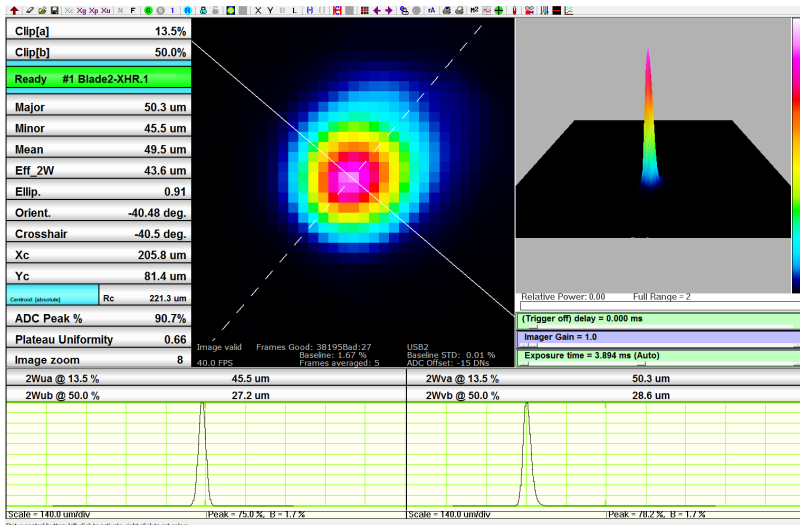 Xc Xg Xp Xu N F G S 1 R X Y B L rA M2
Clip[a] 13.5%
Clip[b] 50.0%
Ready #1 Blade2-XHR.1
Major 50.3 um
Minor 45.5 um
Mean 49.5 um
Eff_2W 43.6 um
Ellip. 0.91
Orient. -40.48 deg.
Crosshair -40.5 deg.
Xc 205.8 um
Yc 81.4 um
Centroid: [absolute] Rc 221.3 um
ADC Peak % 90.7%
Plateau Uniformity 0.66
Image zoom 8
Image valid Frames Good: 38195Bad:27 USB2
Baseline: 1.67 % Baseline STD: 0.01 %
40.0 FPS Frames averaged: 5 ADC Offset: -15 DNs
Relative Power: 0.00 Full Range = 2
(Trigger off) delay = 0.000 ms
Imager Gain = 1.0
Exposure time = 3.894 ms (Auto)
2Wua @ 13.5 % 45.5 um 2Wva @ 13.5 % 50.3 um
2Wub @ 50.0 % 27.2 um 2Wvb @ 50.0 % 28.6 um
Scale = 140.0 um/div Peak = 75.0 %, B = 1.7 % Scale = 140.0 um/div Peak = 78.2 %, B = 1.7 %